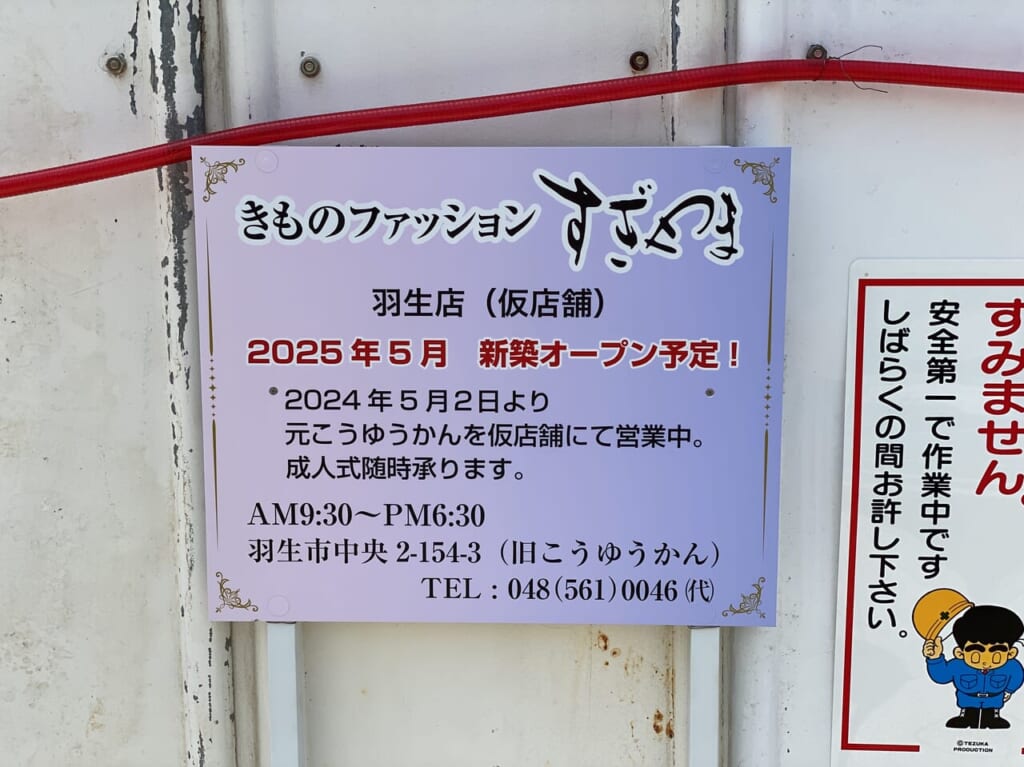 きものファッション すぎやつま
羽生店（仮店舗）
2025年5月 新築オープン予定！
2024年5月2日より
元こうゆうかんを仮店舗にて営業中。
成人式随時承ります。
AM9:30～PM6:30
羽生市中央2-154-3（旧こうゆうかん）
TEL：048(561)0046㈹
すみません。
安全第一で作業中です
しばらくの間お許し下さい。
©TEZUKA
PRODUCTION